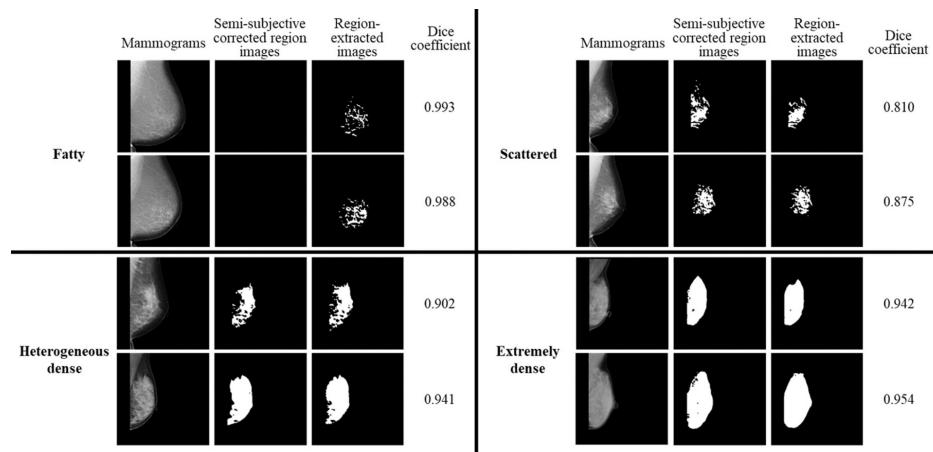 Mammograms
Semi-subjective
corrected region
images
Region-
extracted
images
Dice
coefficient
Fatty
0.993
0.988
Mammograms
Semi-subjective
corrected region
images
Region-
extracted
images
Dice
coefficient
Scattered
0.810
0.875
Heterogeneous
dense
0.902
0.941
Extremely
dense
0.942
0.954